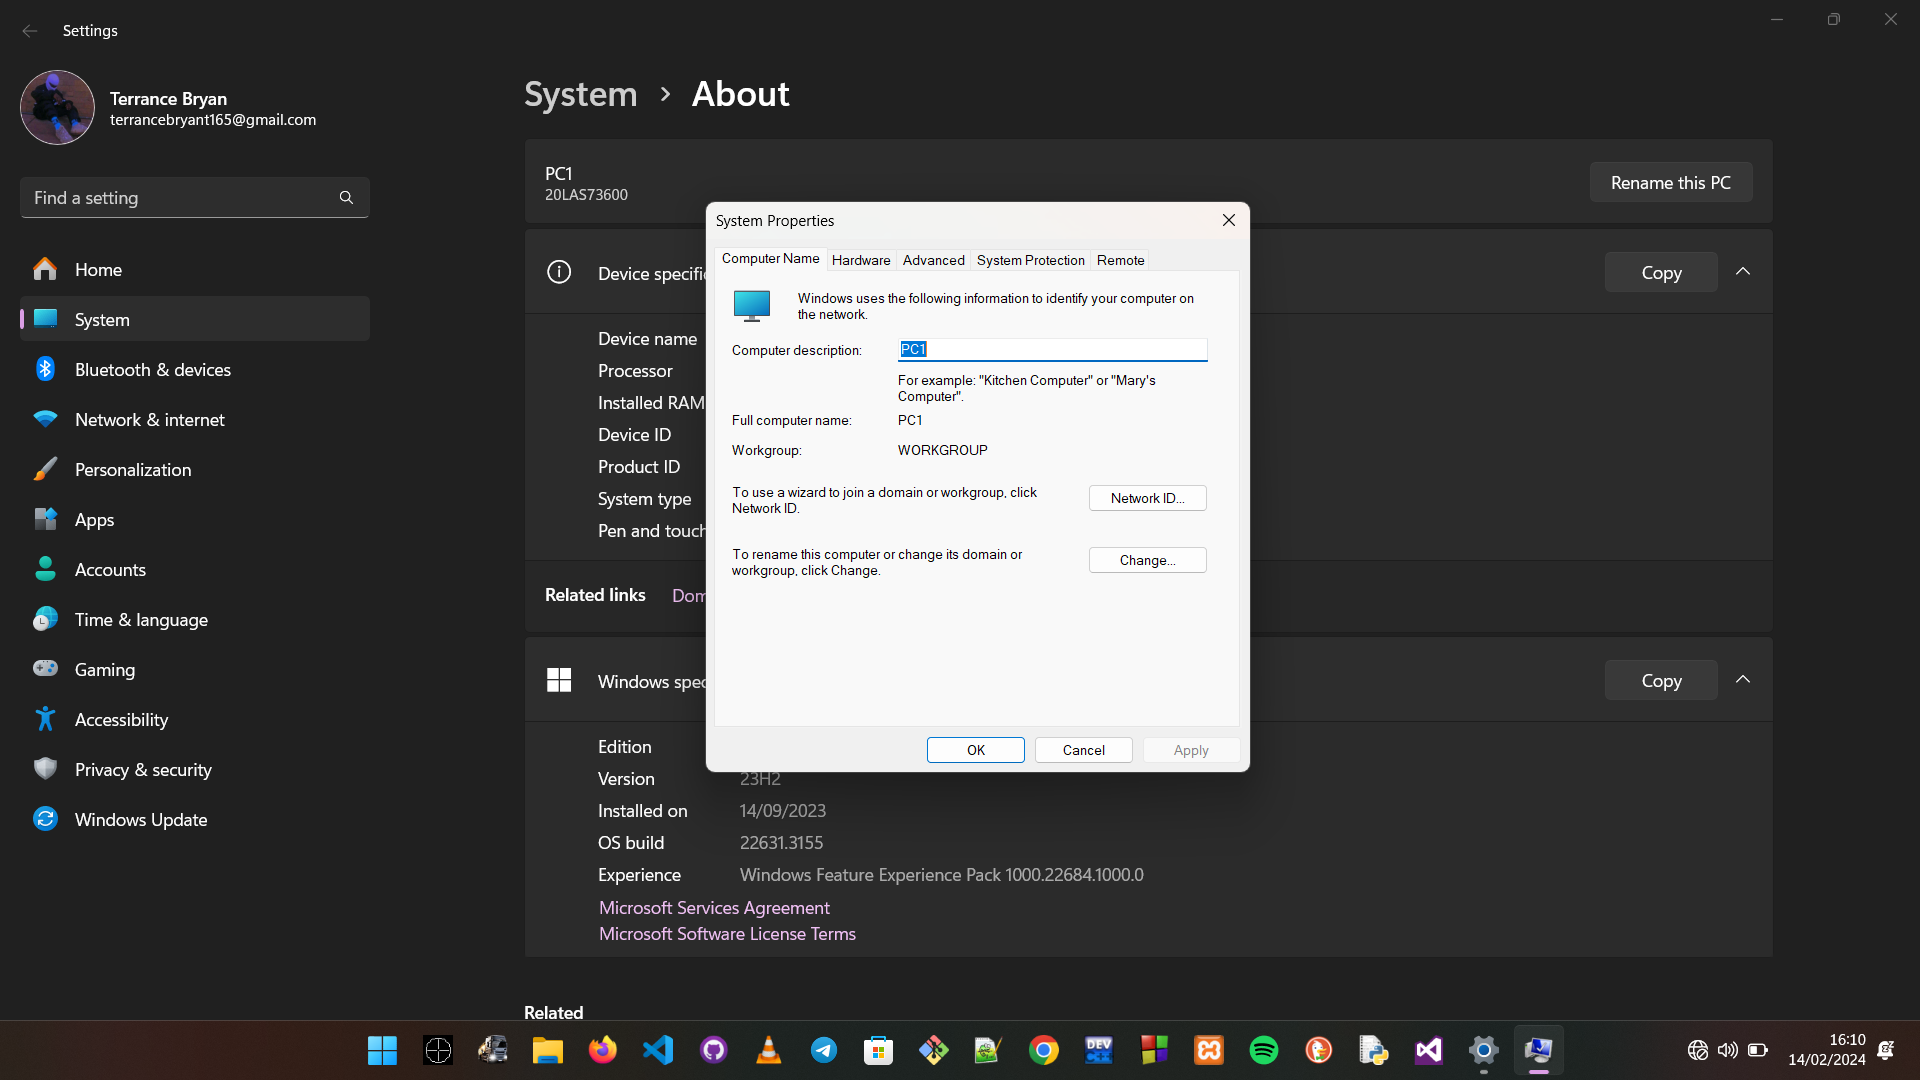 Settings
Terrance Bryan
terrancebryant165@gmail.com
Find a setting
Home
System
Bluetooth & devices
Network & internet
Personalization
Apps
Accounts
Time & language
Gaming
Accessibility
Privacy & security
Windows Update
System > About
PC1
20LAS73600
Rename this PC
Device specifi
Copy
Device name
Processor
Installed RAM
Device ID
Product ID
System type
Pen and touch
Related links Dom
Windows spec
Copy
Edition
Version 23H2
Installed on 14/09/2023
OS build 22631.3155
Experience Windows Feature Experience Pack 1000.22684.1000.0
Microsoft Services Agreement
Microsoft Software License Terms
Related
System Properties
Computer Name Hardware Advanced System Protection Remote
Windows uses the following information to identify your computer on
the network.
Computer description: PC1
For example: "Kitchen Computer" or "Mary's
Computer".
Full computer name: PC1
Workgroup: WORKGROUP
To use a wizard to join a domain or workgroup, click
Network ID.
Network ID...
To rename this computer or change its domain or
workgroup, click Change.
Change...
OK Cancel Apply
DEV
16:10
14/02/2024